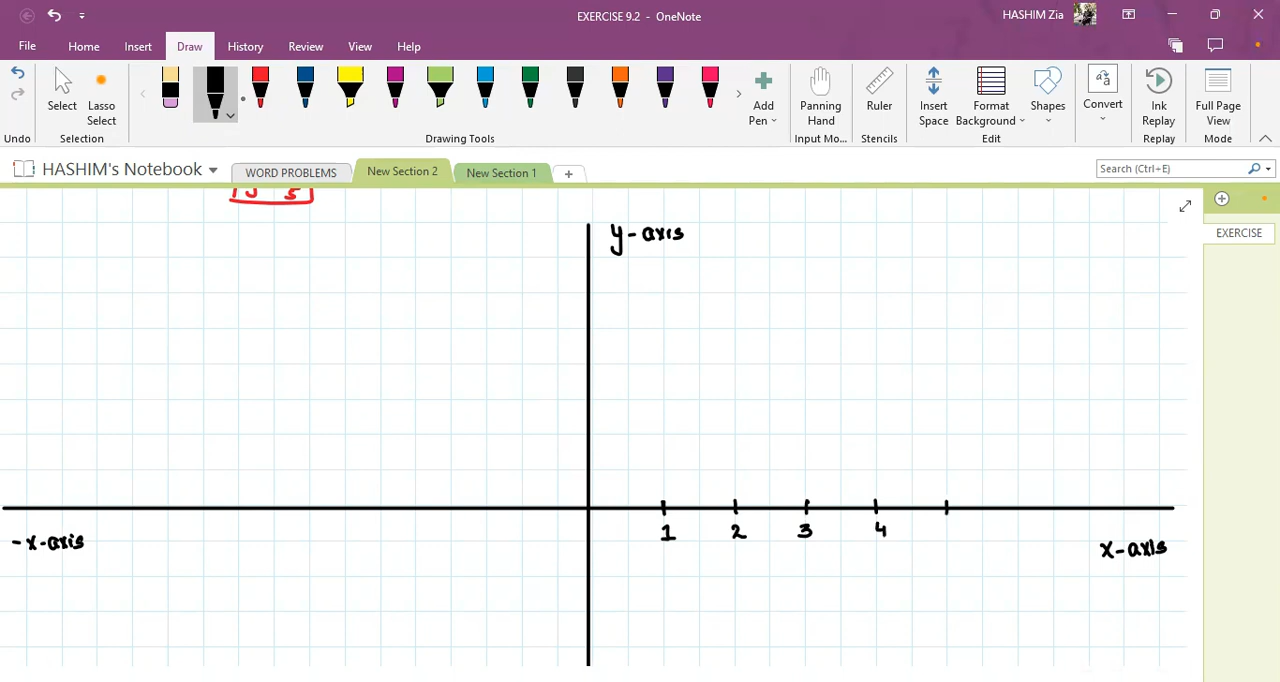 EXERCISE 9.2 - OneNote
HASHIM Zia
File Home Insert Draw History Review View Help
Select Lasso Select
Add Pen
Panning Hand
Ruler
Insert Space
Format Background
Shapes
Convert
Ink Replay
Full Page View
Undo Selection Drawing Tools Input Mo... Stencils Edit Replay Mode
HASHIM's Notebook WORD PROBLEMS New Section 2 New Section 1 +
Search (Ctrl+E)
EXERCISE
y-axis
1 2 3 4
-x-axis
x-axis